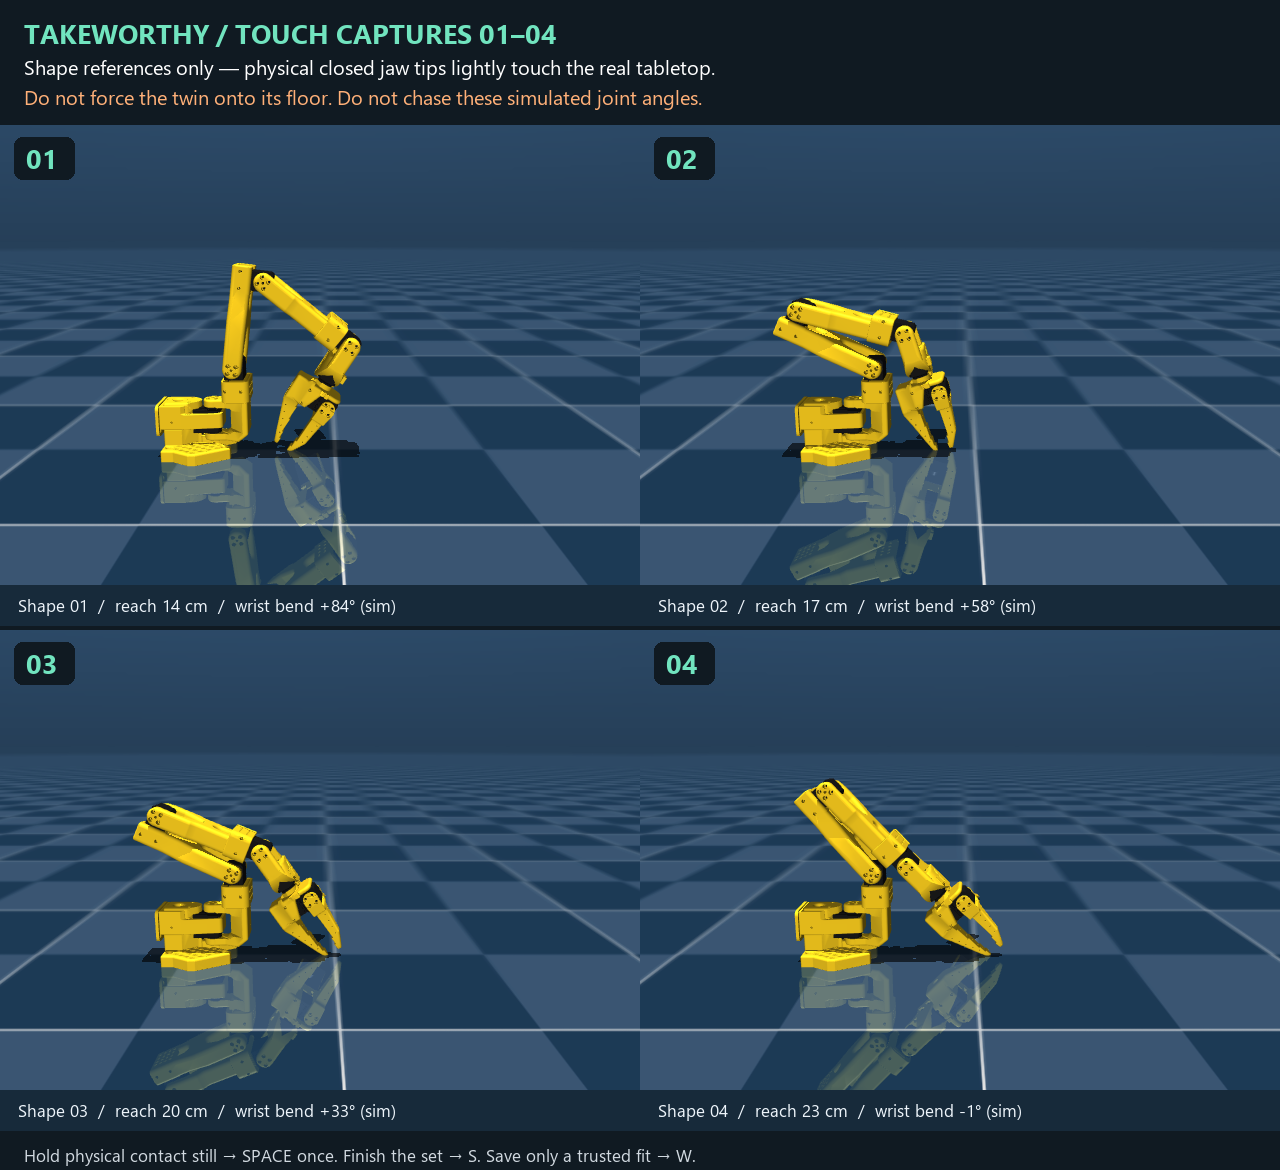 TAKEWORTHY / TOUCH CAPTURES 01–04
Shape references only — physical closed jaw tips lightly touch the real tabletop.
Do not force the twin onto its floor. Do not chase these simulated joint angles.
01
02
Shape 01 / reach 14 cm / wrist bend +84° (sim)
Shape 02 / reach 17 cm / wrist bend +58° (sim)
03
04
Shape 03 / reach 20 cm / wrist bend +33° (sim)
Shape 04 / reach 23 cm / wrist bend -1° (sim)
Hold physical contact still → SPACE once. Finish the set → S. Save only a trusted fit → W.